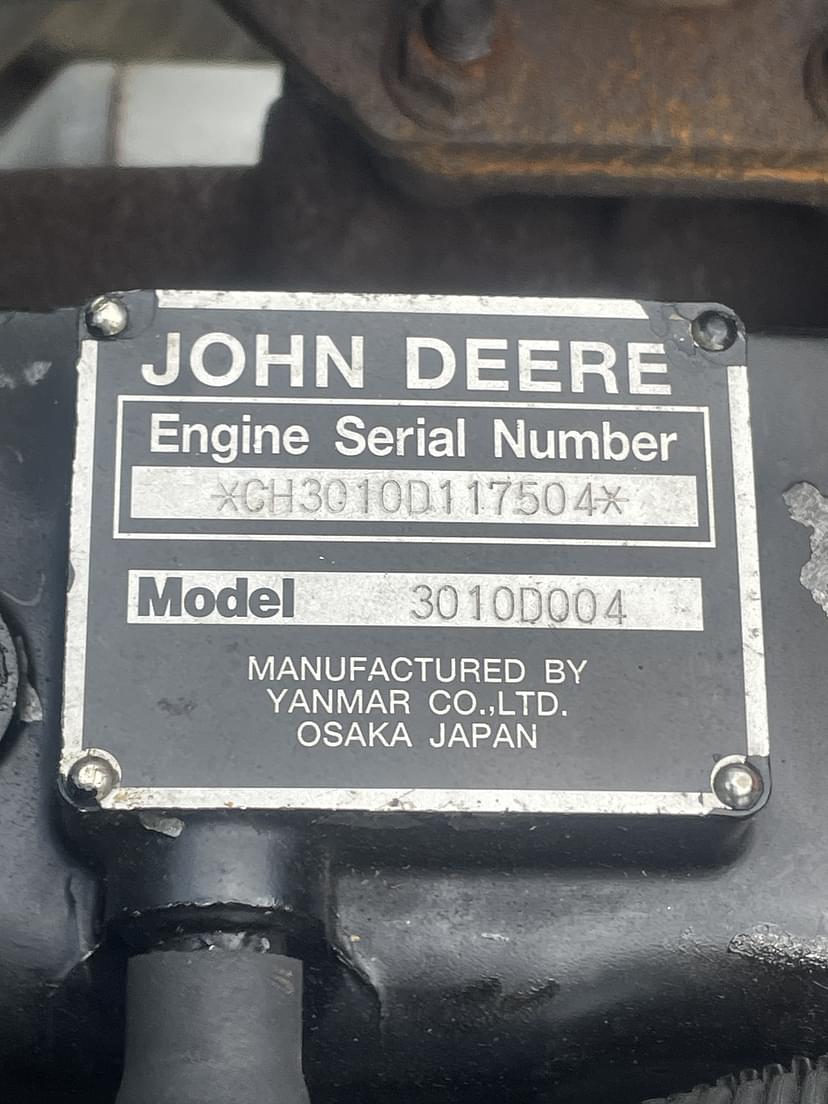 JOHN DEERE
Engine Serial Number
*CH3010D117504*
Model 3010D004
MANUFACTURED BY
YANMAR CO.,LTD.
OSAKA JAPAN